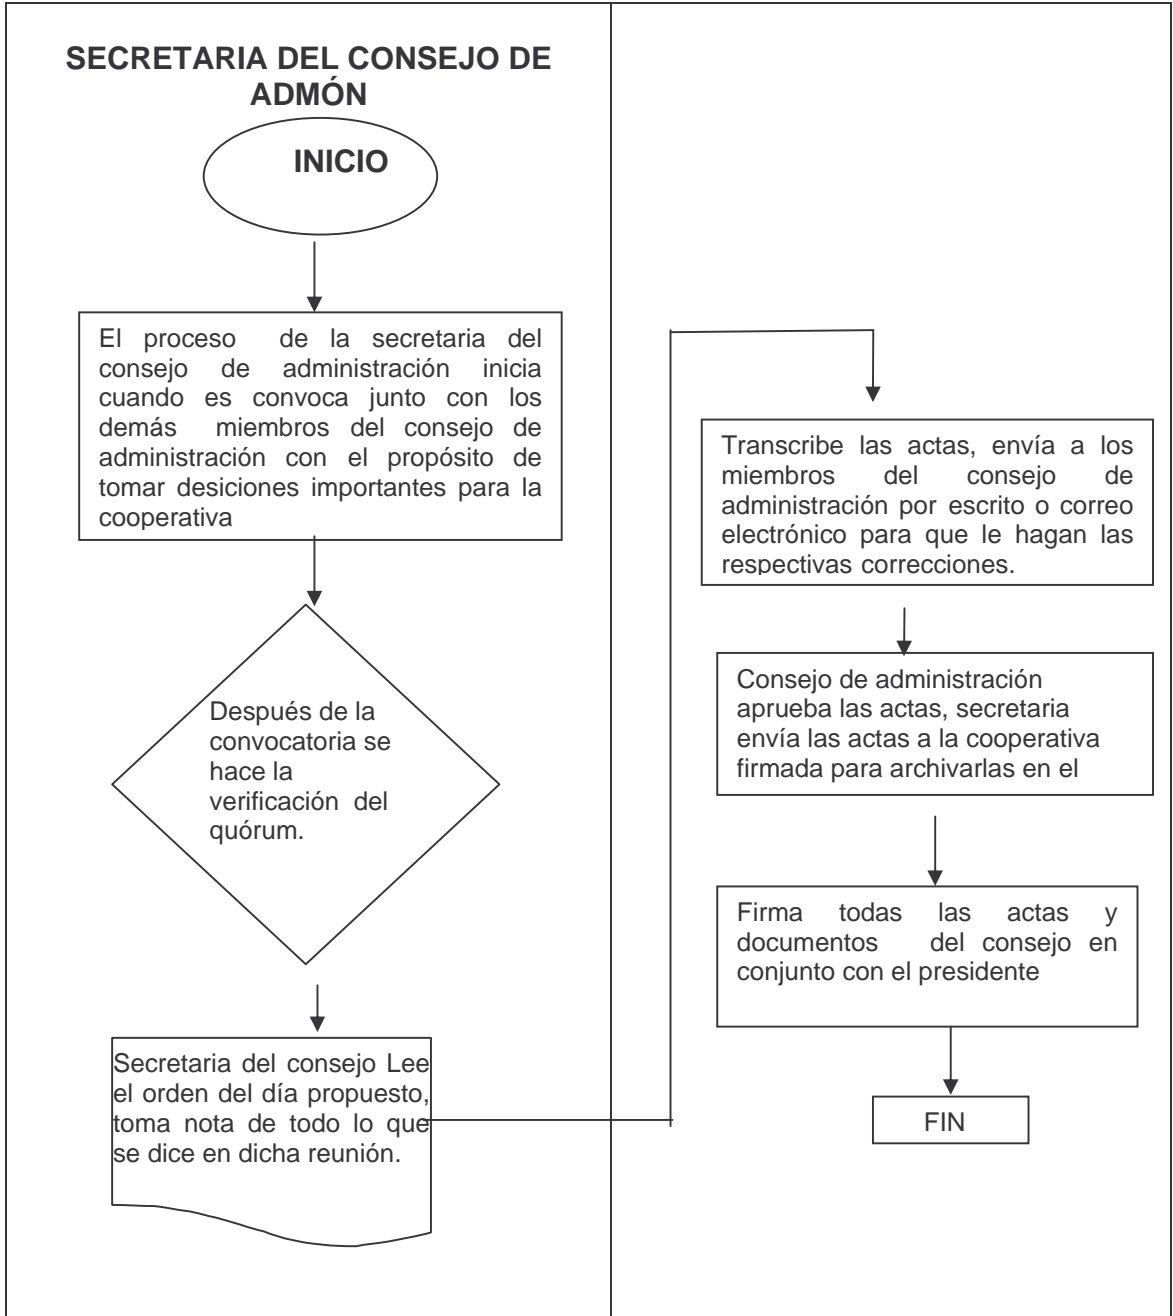 SECRETARIA DEL CONSEJO DE
ADMÓN
INICIO
El proceso de la secretaria del
consejo de administración inicia
cuando es convoca junto con los
demás miembros del consejo de
administración con el propósito de
tomar desiciones importantes para la
cooperativa
Después de la
convocatoria se
hace la
verificación del
quórum.
Secretaria del consejo Lee
el orden del día propuesto,
toma nota de todo lo que
se dice en dicha reunión.
Transcribe las actas, envía a los
miembros del consejo de
administración por escrito o correo
electrónico para que le hagan las
respectivas correcciones.
Consejo de administración
aprueba las actas, secretaria
envía las actas a la cooperativa
firmada para archivarlas en el
Firma todas las actas y
documentos del consejo en
conjunto con el presidente
FIN